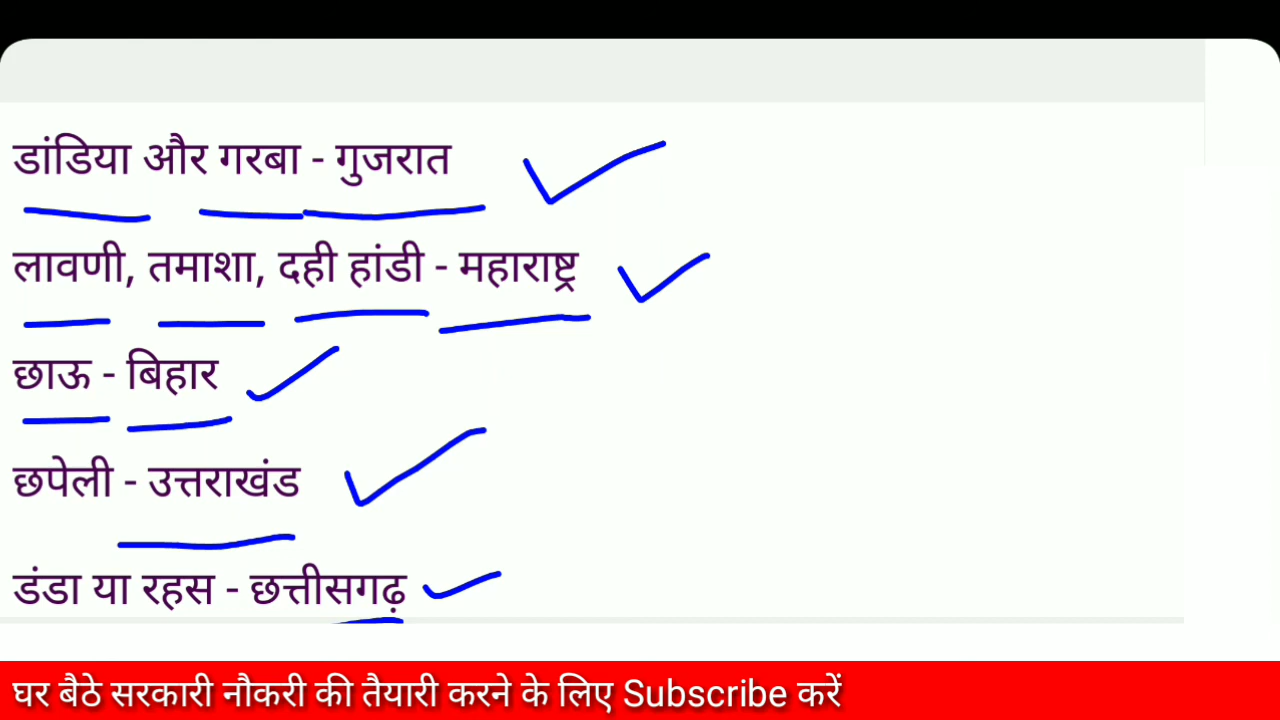 डांडिया और गरबा - गुजरात
लावणी, तमाशा, दही हांडी - महाराष्ट्र
छाऊ - बिहार
छपेली - उत्तराखंड
डंडा या रहस - छत्तीसगढ़
घर बैठे सरकारी नौकरी की तैयारी करने के लिए Subscribe करें